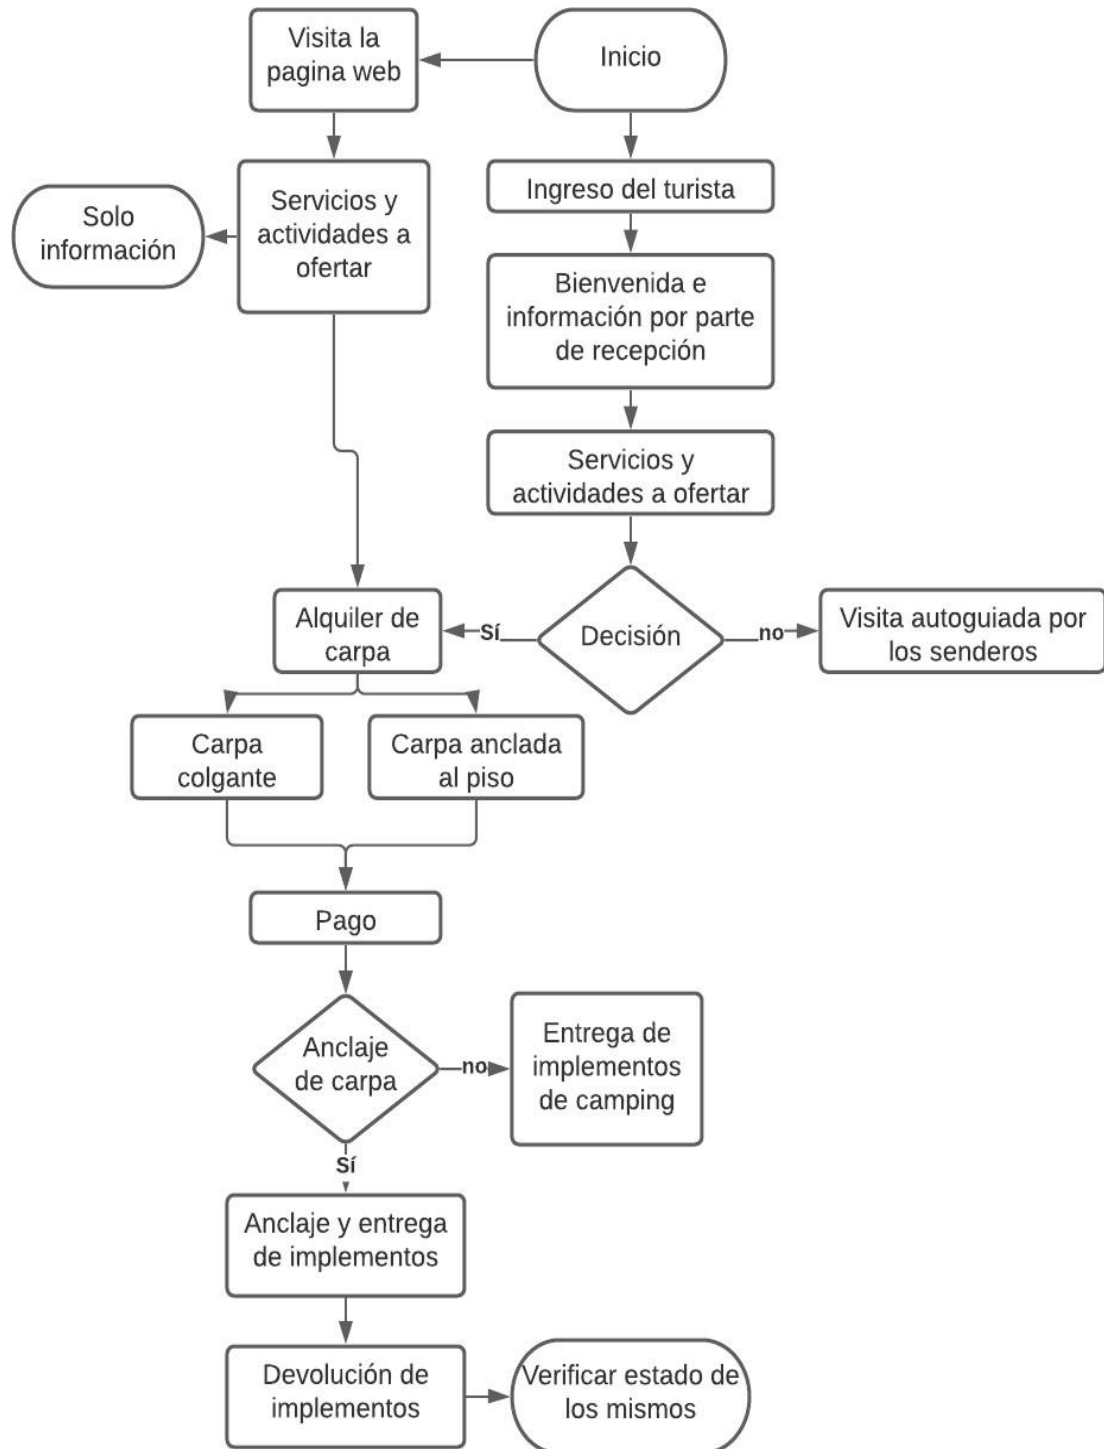 Visita la
pagina web
Inicio
Ingreso del turista
Servicios y
actividades a
ofertar
Solo
información
Bienvenida e
información por parte
de recepción
Servicios y
actividades a ofertar
Alquiler de
carpa
Sí
Decisión
no
Visita autoguiada por
los senderos
Carpa
colgante
Carpa anclada
al piso
Pago
Anclaje
de carpa
no
Entrega de
implementos
de camping
Sí
Anclaje y entrega
de implementos
Devolución de
implementos
Verificar estado de
los mismos